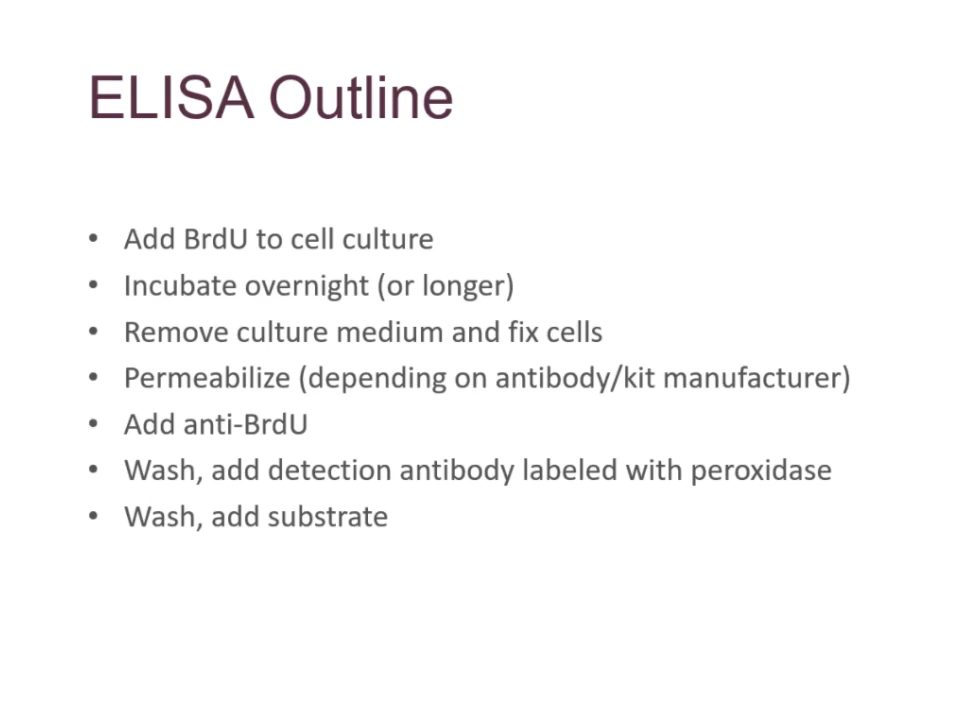 ELISA Outline
• Add BrdU to cell culture
• Incubate overnight (or longer)
• Remove culture medium and fix cells
• Permeabilize (depending on antibody/kit manufacturer)
• Add anti-BrdU
• Wash, add detection antibody labeled with peroxidase
• Wash, add substrate